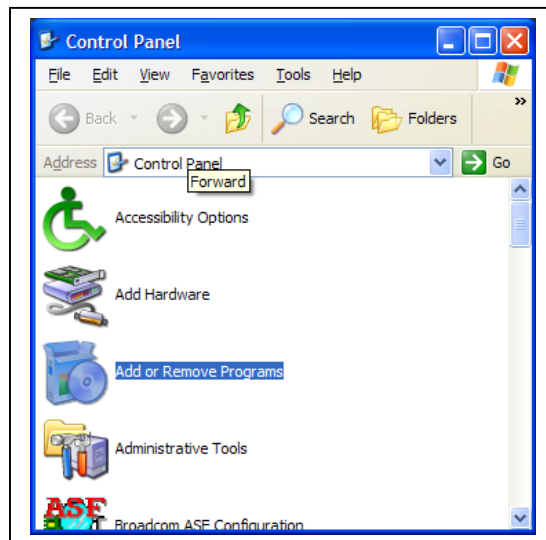 Control Panel
File Edit View Favorites Tools Help
Back Search Folders »
Address Control Panel Go
Forward
Accessibility Options
Add Hardware
Add or Remove Programs
Administrative Tools
ASF
Broadcom ASF Configuration